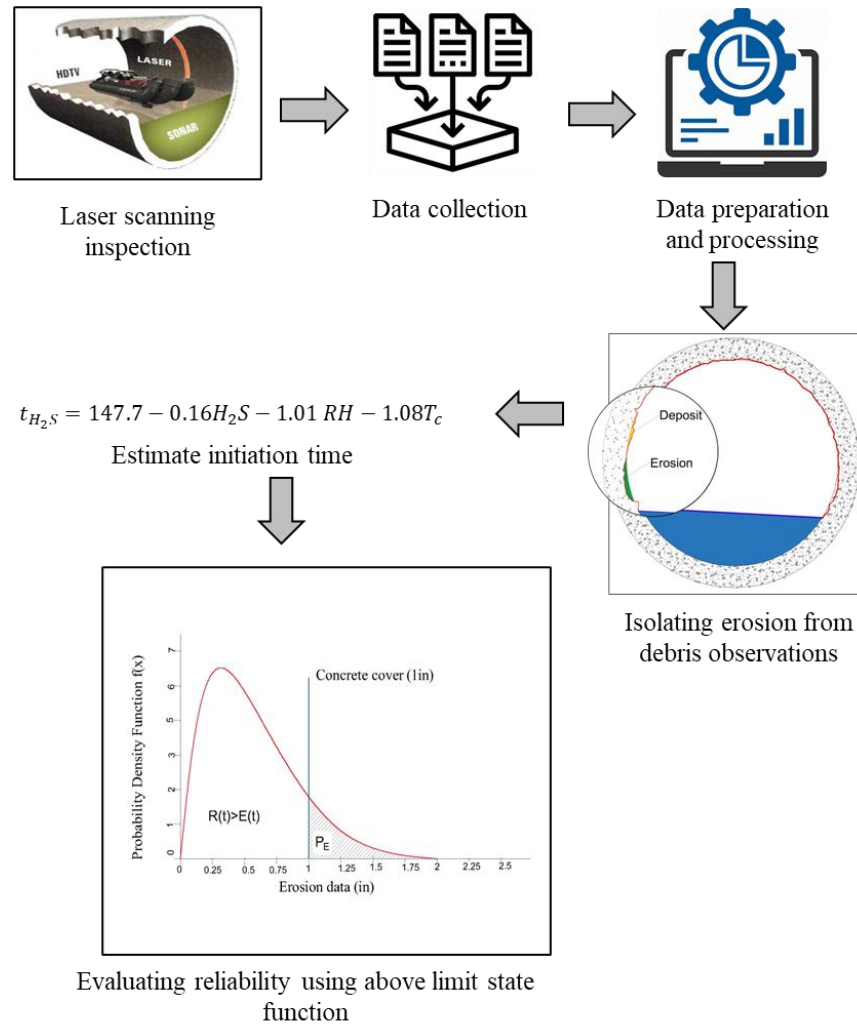 HDTV
LASER
SONAR
Laser scanning
inspection
Data collection
Data preparation
and processing
Deposit
Erosion
Isolating erosion from
debris observations
t_{H_2S} = 147.7 − 0.16H_2S − 1.01 RH − 1.08T_c
Estimate initiation time
Probability Density Function f(x)
7
6
5
3
2
1
0
Concrete cover (1in)
R(t)>E(t)
P_E
0 0.25 0.5 0.75 1 1.25 1.5 1.75 2 2.25 2.5
Erosion data (in)
Evaluating reliability using above limit state
function